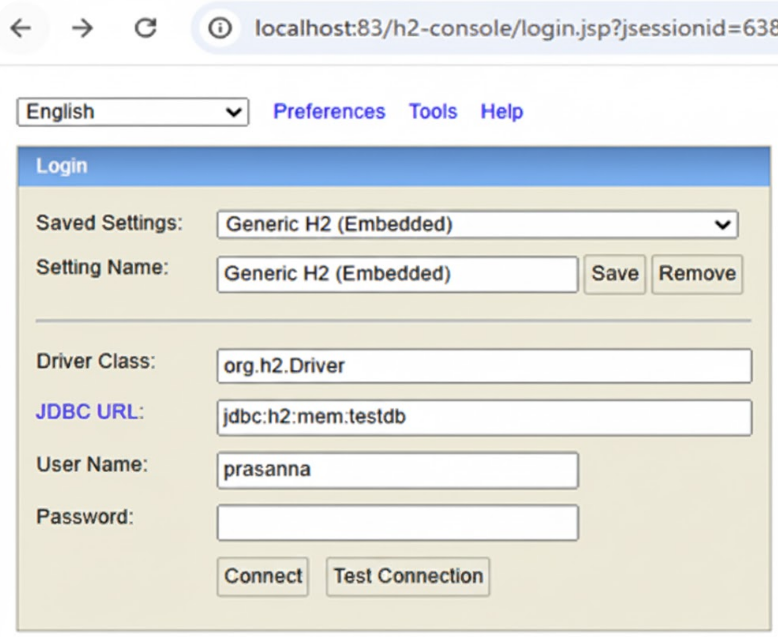 localhost:83/h2-console/login.jsp?jsessionid=638
English Preferences Tools Help
Login
Saved Settings: Generic H2 (Embedded)
Setting Name: Generic H2 (Embedded) Save Remove
Driver Class: org.h2.Driver
JDBC URL: jdbc:h2:mem:testdb
User Name: prasanna
Password:
Connect Test Connection